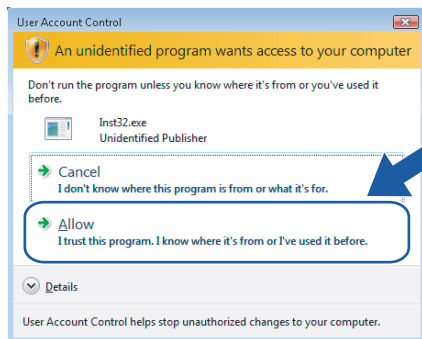 User Account Control
An unidentified program wants access to your computer
Don't run the program unless you know where it's from or you've used it
before.
Inst32.exe
Unidentified Publisher
Cancel
I don't know where this program is from or what it's for.
Allow
I trust this program. I know where it's from or I've used it before.
Details
User Account Control helps stop unauthorized changes to your computer.